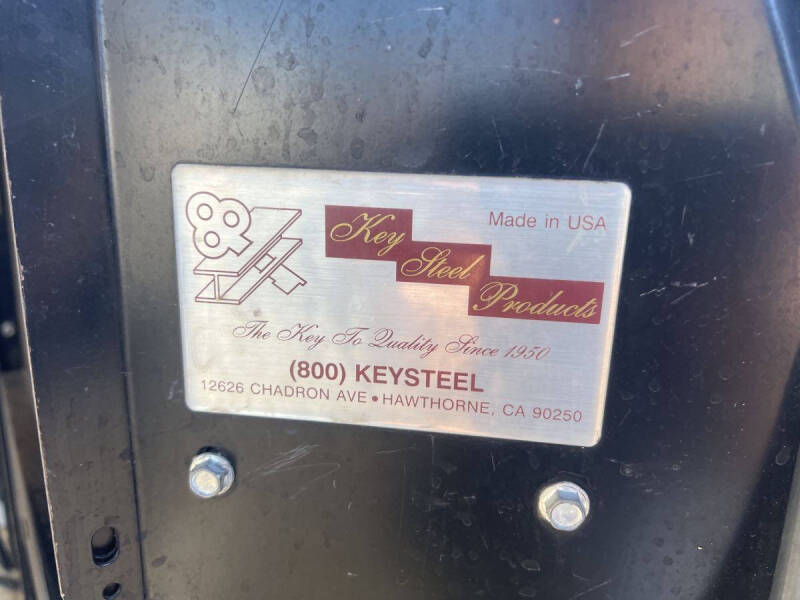 Made in USA
Key
Steel
Products
The Key To Quality Since 1950
(800) KEYSTEEL
12626 CHADRON AVE • HAWTHORNE, CA 90250